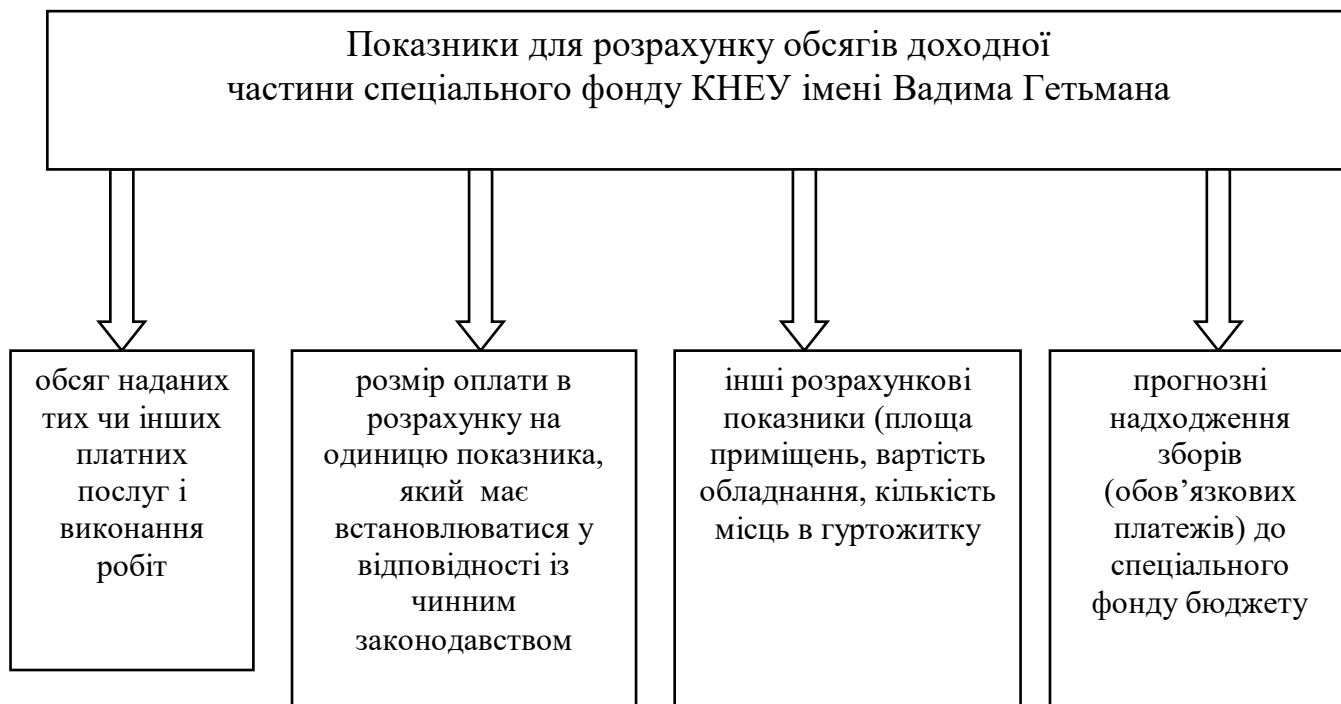 Показники для розрахунку обсягів доходної
частини спеціального фонду КНЕУ імені Вадима Гетьмана
обсяг наданих
тих чи інших
платних
послуг і
виконання
робіт
розмір оплати в
розрахунку на
одиницю показника,
який має
встановлюватися у
відповідності із
чинним
законодавством
інші розрахункові
показники (площа
приміщень, вартість
обладнання, кількість
місць в гуртожитку
прогнозні
надходження
зборів
(обов’язкових
платежів) до
спеціального
фонду бюджету